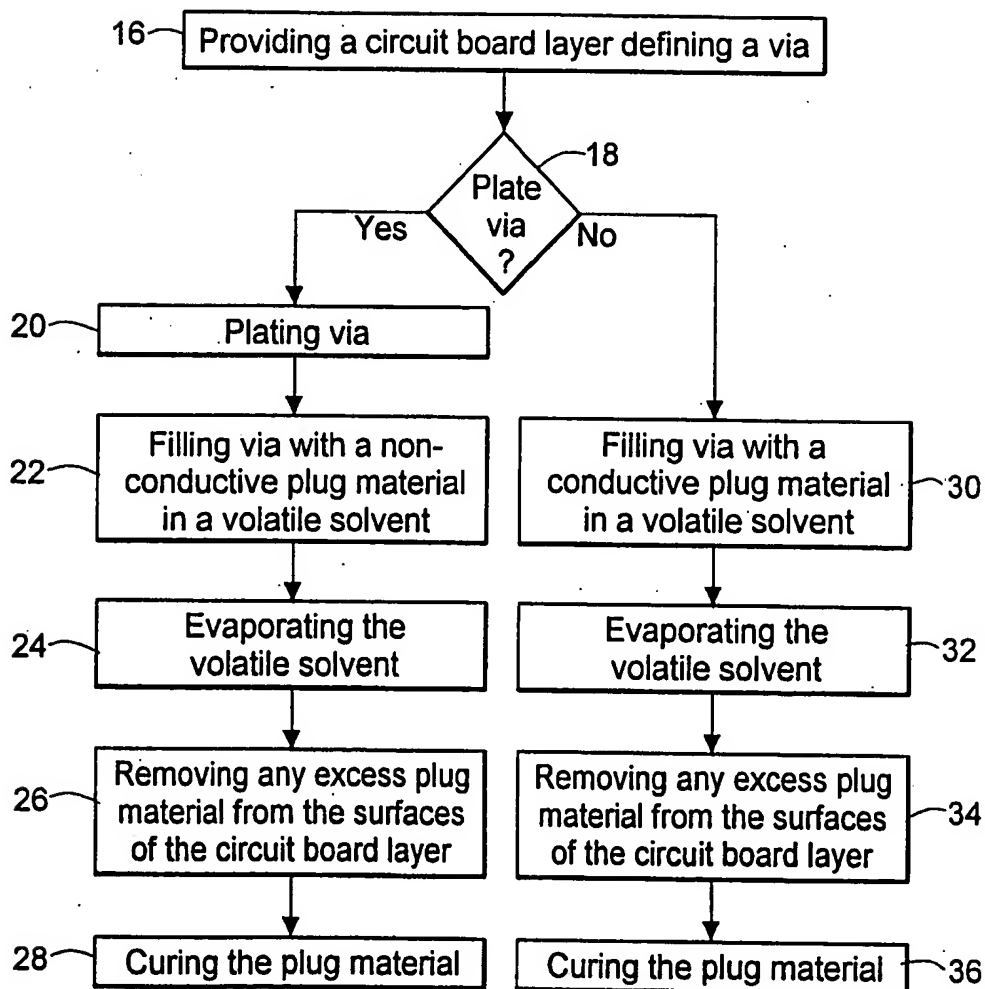 16 Providing a circuit board layer defining a via
18
Plate
via
?
Yes
No
20 Plating via
22
Filling via with a non-
conductive plug material
in a volatile solvent
Filling via with a
conductive plug material
in a volatile solvent
30
24
Evaporating the
volatile solvent
Evaporating the
volatile solvent
32
26
Removing any excess plug
material from the surfaces
of the circuit board layer
Removing any excess plug
material from the surfaces
of the circuit board layer
34
28 Curing the plug material
Curing the plug material 36